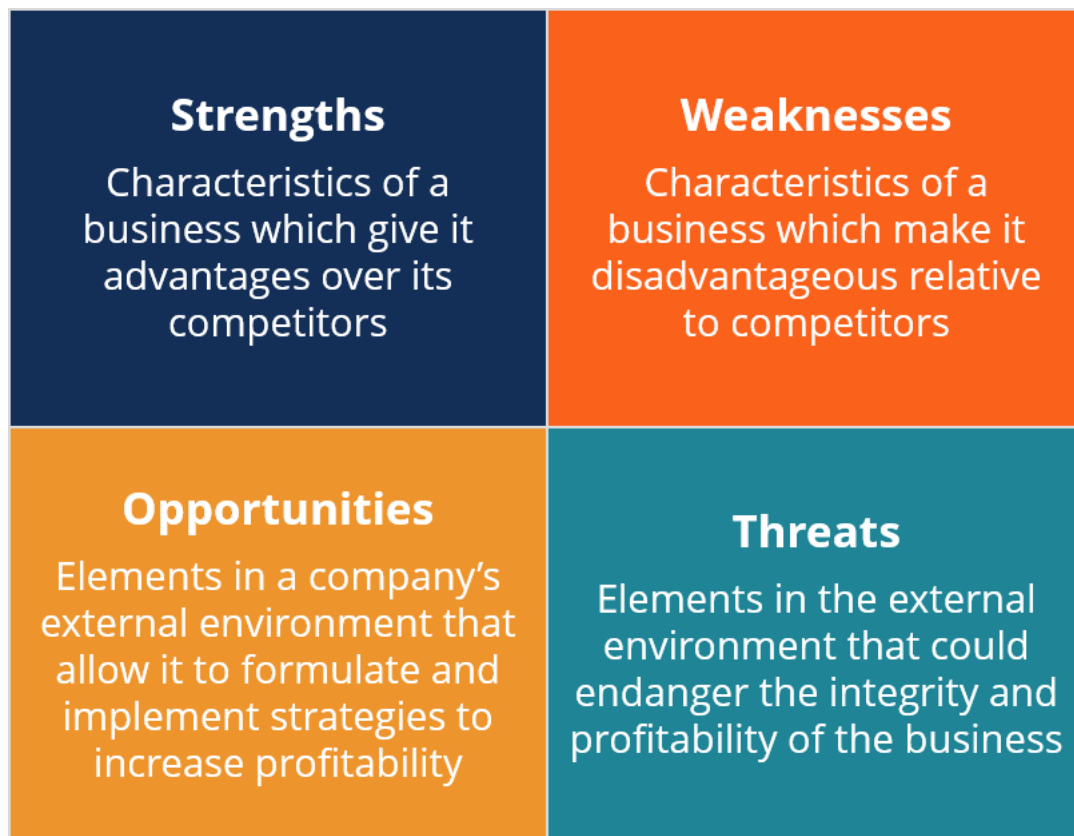 Strengths
Characteristics of a
business which give it
advantages over its
competitors
Weaknesses
Characteristics of a
business which make it
disadvantageous relative
to competitors
Opportunities
Elements in a company’s
external environment that
allow it to formulate and
implement strategies to
increase profitability
Threats
Elements in the external
environment that could
endanger the integrity and
profitability of the business